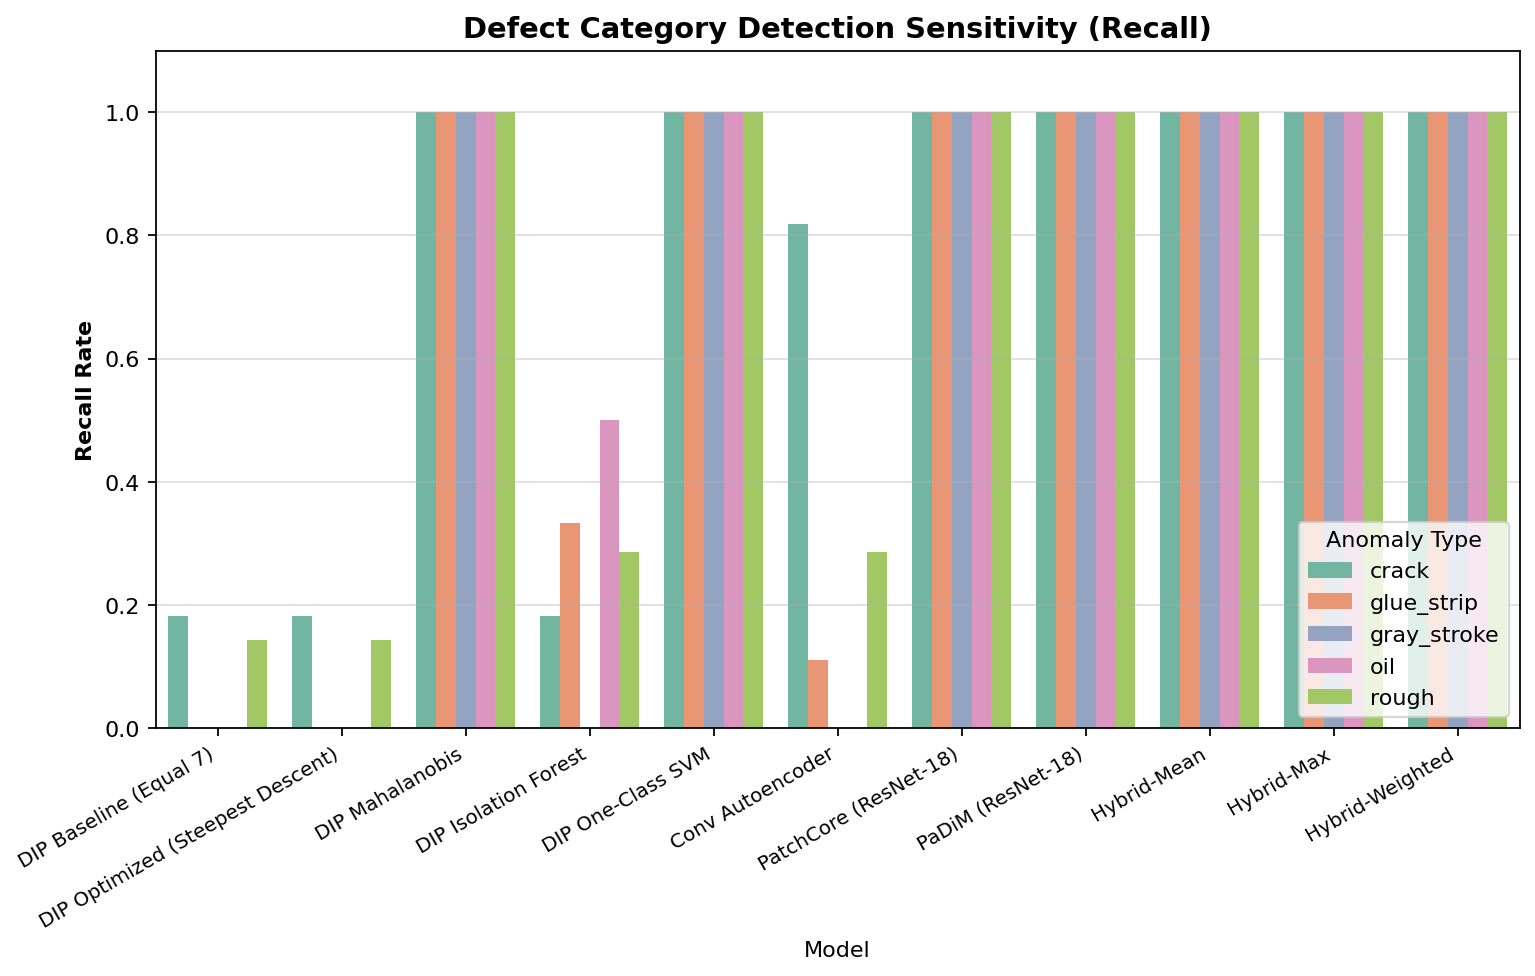 Defect Category Detection Sensitivity (Recall)
Recall Rate
1.0
0.8
0.6
0.4
0.2
0.0
Anomaly Type
crack
glue_strip
gray_stroke
oil
rough
DIP Baseline (Equal 7)
DIP Optimized (Steepest Descent)
DIP Mahalanobis
DIP Isolation Forest
DIP One-Class SVM
Conv Autoencoder
PatchCore (ResNet-18)
PaDiM (ResNet-18)
Hybrid-Mean
Hybrid-Max
Hybrid-Weighted
Model